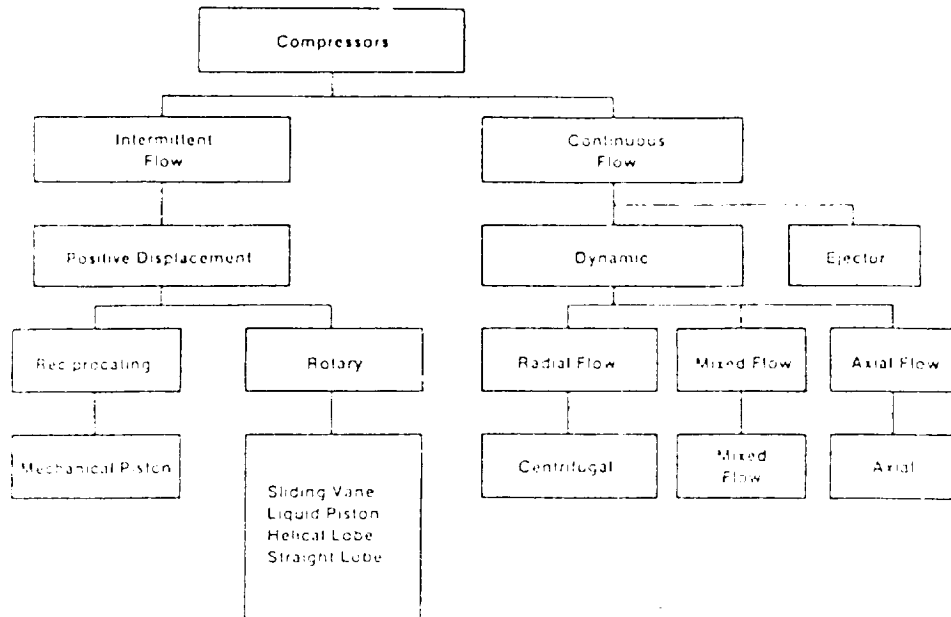 Compressors
Intermittent
Flow
Continuous
Flow
Positive Displacement
Dynamic
Ejector
Reciprocating
Rotary
Radial Flow
Mixed Flow
Axial Flow
Mechanical Piston
Sliding Vane
Liquid Piston
Helical Lobe
Straight Lobe
Centrifugal
Mixed
Flow
Axial